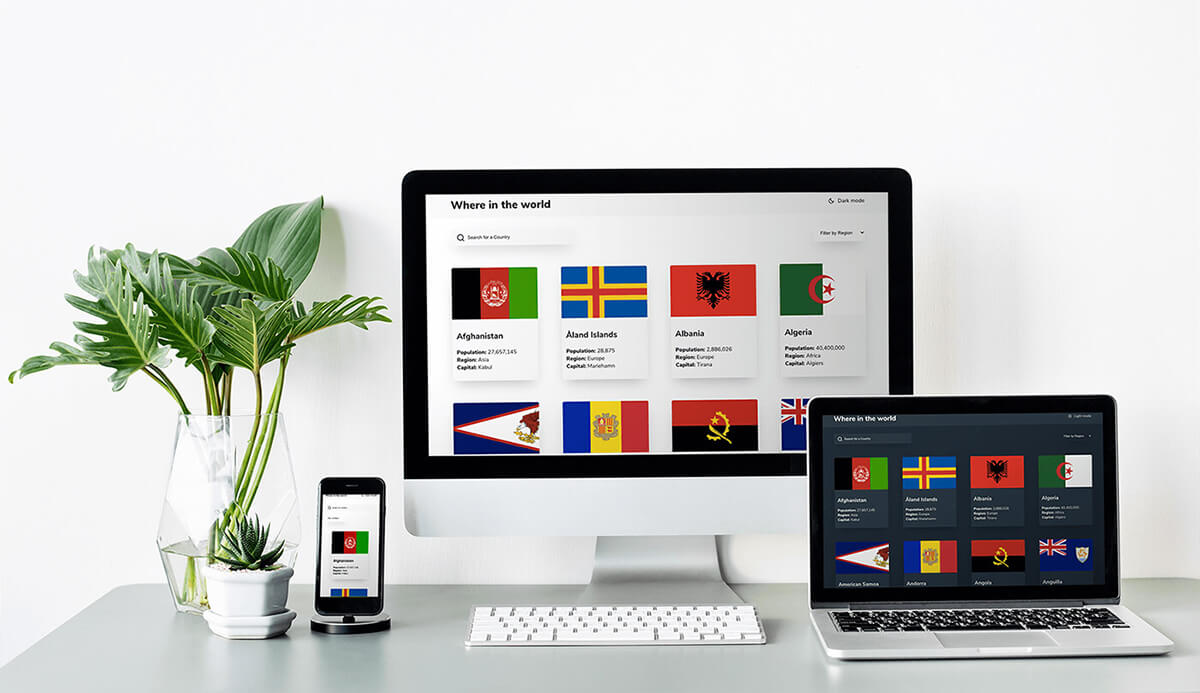 Where in the world
Dark mode
Search for a Country
Filter by Region
Afghanistan
Population: 27,657,145
Region: Asia
Capital: Kabul
Åland Islands
Population: 28,875
Region: Europe
Capital: Mariehamn
Albania
Population: 2,886,026
Region: Europe
Capital: Tirana
Algeria
Population: 40,400,000
Region: Africa
Capital: Algiers
Where in the world
Light mode
Search for a Country
Filter by Region
Afghanistan
Population: 27,657,145
Region: Asia
Capital: Kabul
Åland Islands
Population: 28,875
Region: Europe
Capital: Mariehamn
Albania
Population: 2,886,026
Region: Europe
Capital: Tirana
Algeria
Population: 40,400,000
Region: Africa
Capital: Algiers
American Samoa
Andorra
Angola
Anguilla
Afghanistan